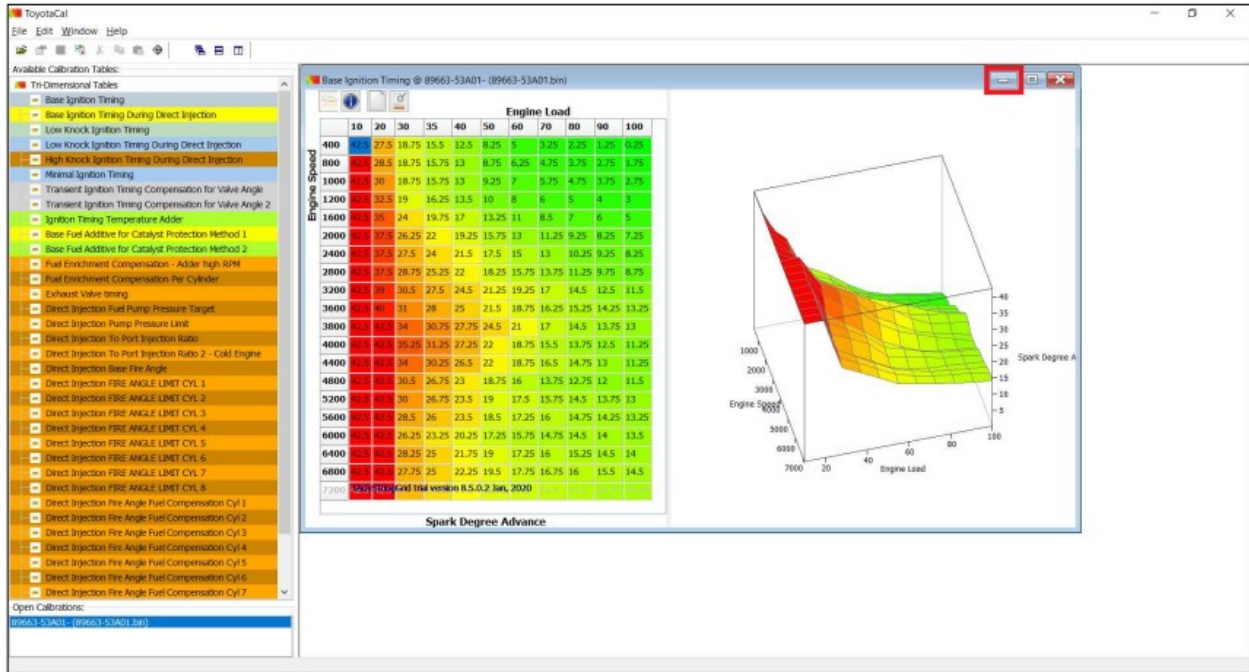 ToyotaCal
File Edit Window Help
Available Calibration Tables:
Tri-Dimensional Tables
Base Ignition Timing
Base Ignition Timing During Direct Injection
Low Knock Ignition Timing
Low Knock Ignition Timing During Direct Injection
High Knock Ignition Timing During Direct Injection
Minimal Ignition Timing
Transient Ignition Timing Compensation for Valve Angle
Transient Ignition Timing Compensation for Valve Angle 2
Ignition Timing Temperature Adder
Base Fuel Additive for Catalyst Protection Method 1
Base Fuel Additive for Catalyst Protection Method 2
Fuel Enrichment Compensation - Adder high RPM
Fuel Enrichment Compensation Per Cylinder
Exhaust Valve timing
Direct Injection Fuel Pump Pressure Target
Direct Injection Pump Pressure Limit
Direct Injection To Port Injection Ratio
Direct Injection To Port Injection Ratio 2 - Cold Engine
Direct Injection Base Fire Angle
Direct Injection FIRE ANGLE LIMIT CYL 1
Direct Injection FIRE ANGLE LIMIT CYL 2
Direct Injection FIRE ANGLE LIMIT CYL 3
Direct Injection FIRE ANGLE LIMIT CYL 4
Direct Injection FIRE ANGLE LIMIT CYL 5
Direct Injection FIRE ANGLE LIMIT CYL 6
Direct Injection FIRE ANGLE LIMIT CYL 7
Direct Injection FIRE ANGLE LIMIT CYL 8
Direct Injection Fire Angle Fuel Compensation Cyl 1
Direct Injection Fire Angle Fuel Compensation Cyl 2
Direct Injection Fire Angle Fuel Compensation Cyl 3
Direct Injection Fire Angle Fuel Compensation Cyl 4
Direct Injection Fire Angle Fuel Compensation Cyl 5
Direct Injection Fire Angle Fuel Compensation Cyl 6
Direct Injection Fire Angle Fuel Compensation Cyl 7
Open Calibrations:
89663-53A01- (89663-53A01.bin)
Base Ignition Timing @ 89663-53A01- (89663-53A01.bin)
Engine Load
Engine Speed
10 20 30 35 40 50 60 70 80 90 100
400 42.5 27.5 18.75 15.5 12.5 8.25 5 3.25 2.25 1.25 0.25
800 42.5 28.5 18.75 15.75 13 8.75 6.25 4.75 3.75 2.75 1.75
1000 42.5 30 18.75 15.75 13 9.25 7 5.75 4.75 3.75 2.75
1200 42.5 32.5 19 16.25 13.5 10 8 6 5 4 3
1600 42.5 35 24 19.75 17 13.25 11 8.5 7 6 5
2000 42.5 37.5 26.25 22 19.25 15.75 13 11.25 9.25 8.25 7.25
2400 42.5 37.5 27.5 24 21.5 17.5 15 13 10.25 9.25 8.25
2800 42.5 37.5 28.75 25.25 22 18.25 15.75 13.75 11.25 9.75 8.75
3200 42.5 39 30.5 27.5 24.5 21.25 19.25 17 14.5 12.5 11.5
3600 42.5 40 31 28 25 21.5 18.75 16.25 15.25 14.25 13.25
3800 42.5 42.5 34 30.75 27.75 24.5 21 17 14.5 13.75 13
4000 42.5 42.5 35.25 31.25 27.25 22 18.75 15.5 13.75 12.5 11.25
4400 42.5 42.5 34 30.25 26.5 22 18.75 16.5 14.75 13 11.25
4800 42.5 42.5 30.5 26.75 23 18.75 16 13.75 12.75 12 11.5
5200 42.5 42.5 30 26.75 23.5 19 17.5 15.75 14.5 13.75 13
5600 42.5 42.5 28.5 26 23.5 18.5 17.25 16 14.75 14.25 13.25
6000 42.5 42.5 26.25 23.25 20.25 17.25 15.75 14.75 14.5 14 13.5
6400 42.5 42.5 28.25 25 21.75 19 17.25 16 15.25 14.5 14
6800 42.5 42.5 27.75 25 22.25 19.5 17.75 16.75 16 15.5 14.5
7200
trial version 8.5.0.2 Jan, 2020
Spark Degree Advance
40
35
30
25
20
15
10
5
Spark Degree A
1000
2000
3000
4000
5000
6000
7000
Engine Speed
20 40 60 80 100
Engine Load